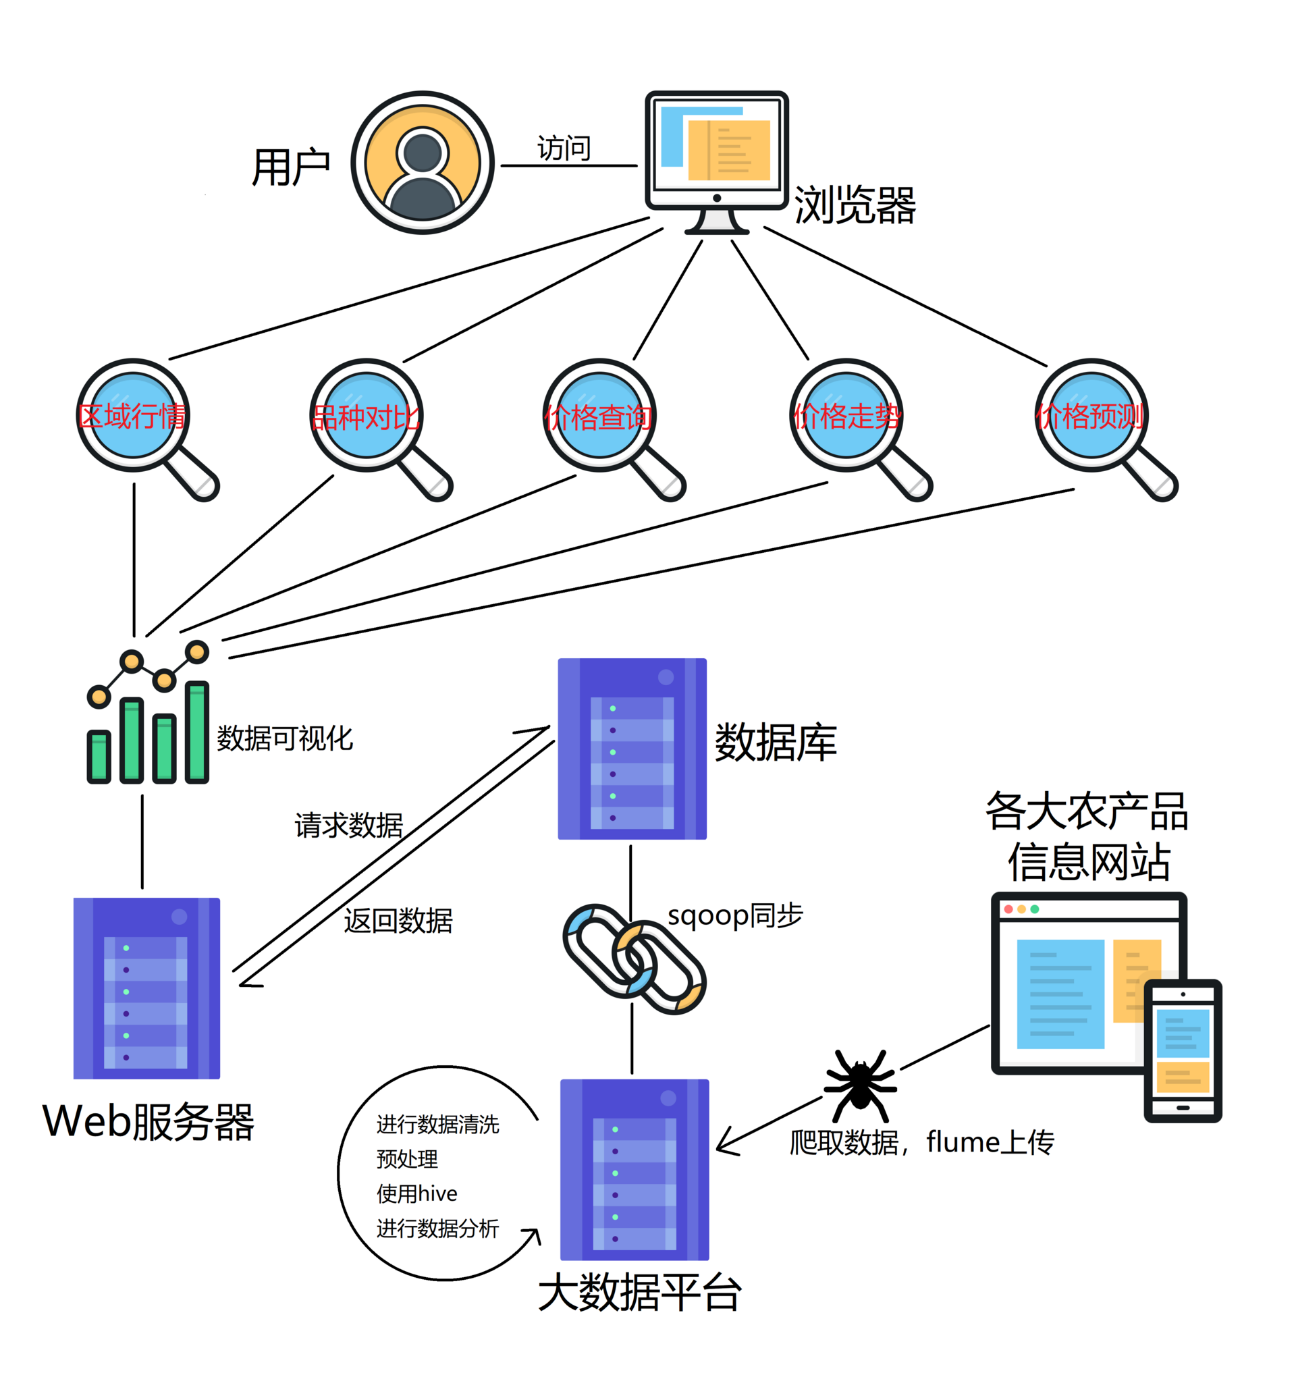 用户
访问
浏览器
区域行情
品种对比
价格查询
价格走势
价格预测
数据可视化
数据库
请求数据
返回数据
各大农产品
信息网站
sqoop同步
Web服务器
进行数据清洗
预处理
使用hive
进行数据分析
爬取数据，flume上传
大数据平台